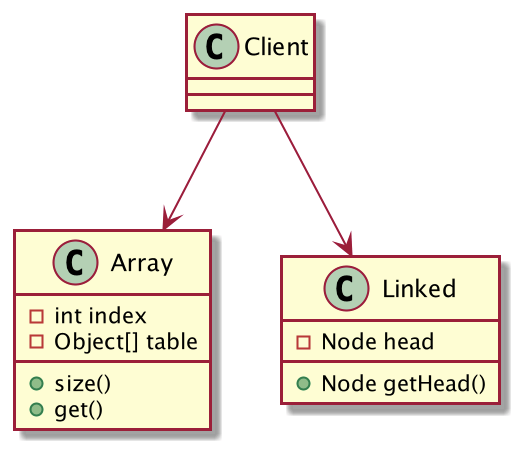 C Client
C Array
int index
Object[] table
size()
get()
C Linked
Node head
Node getHead()